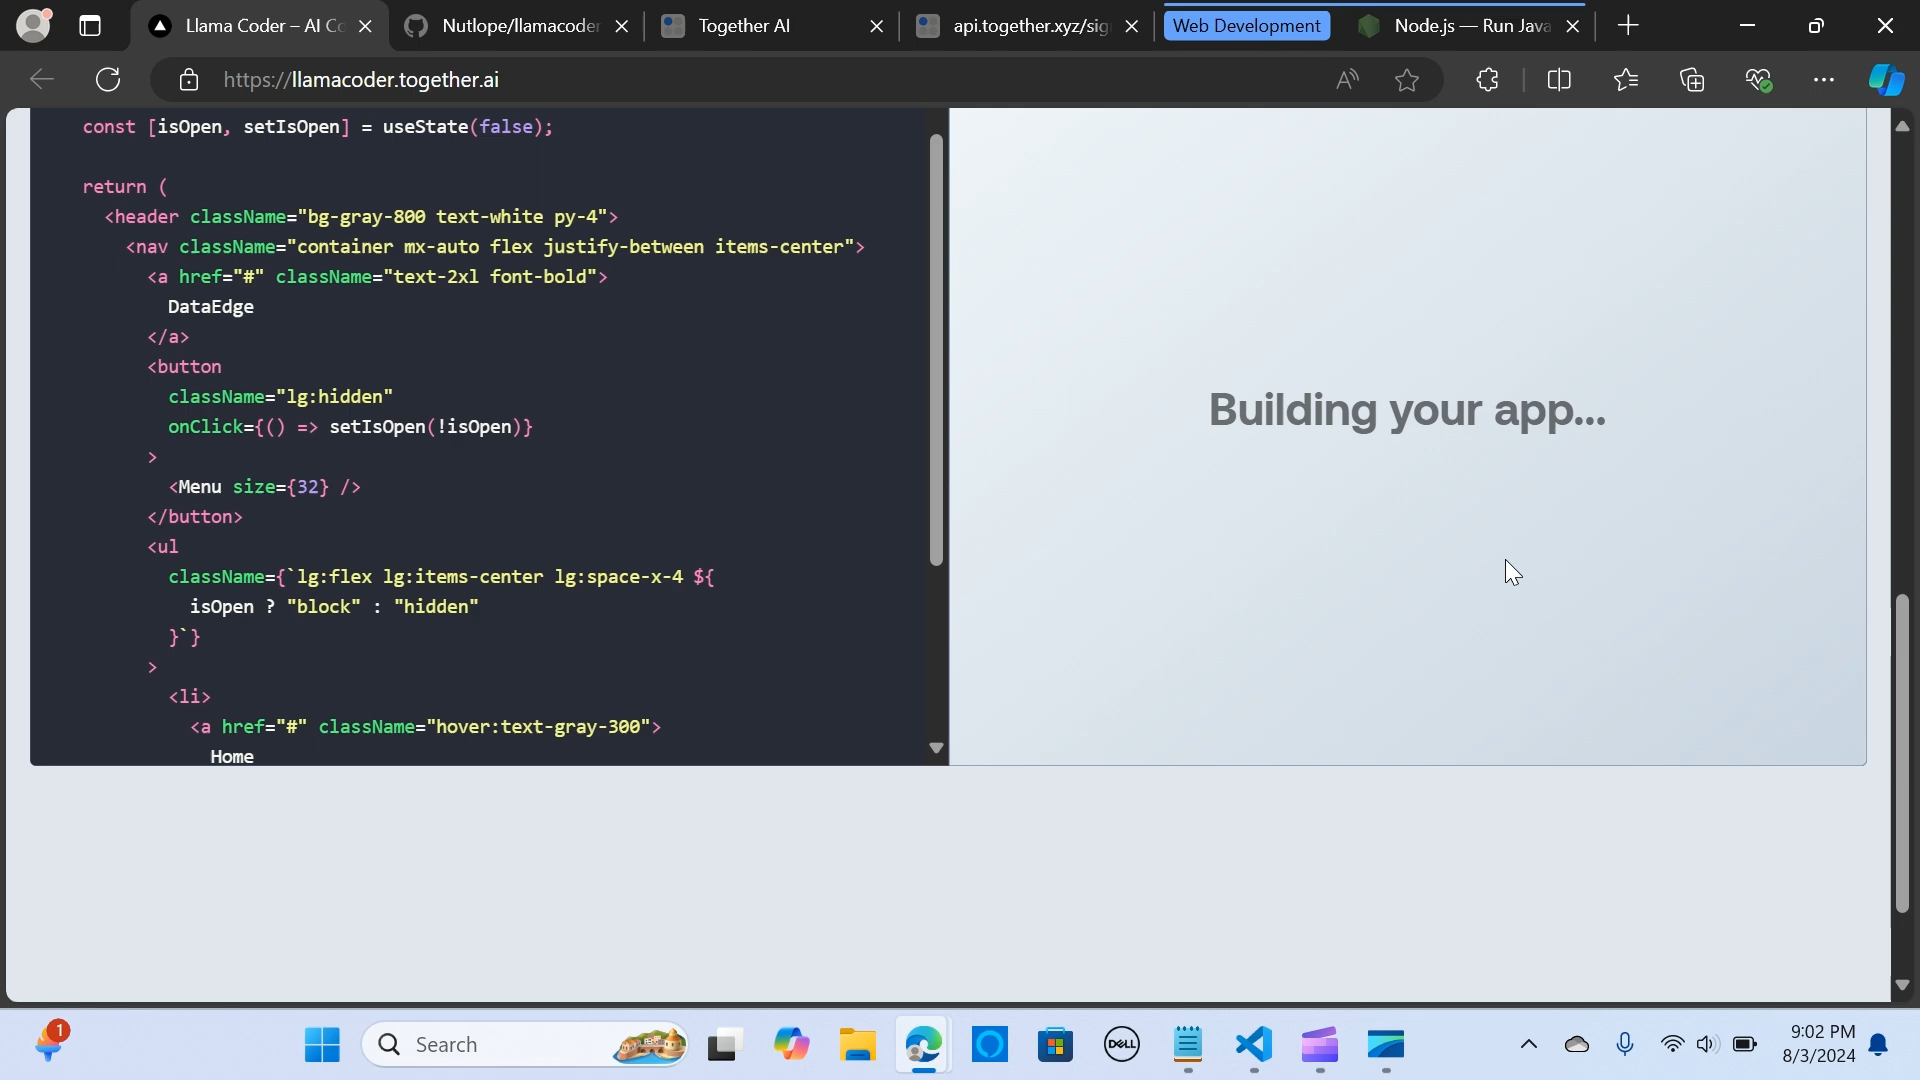 Llama Coder – AI Co
Nutlope/llamacoder
Together AI
api.together.xyz/sig
Web Development
Node.js — Run Java
https://llamacoder.together.ai
const [isOpen, setIsOpen] = useState(false);
return (
<header className="bg-gray-800 text-white py-4">
<nav className="container mx-auto flex justify-between items-center">
<a href="#" className="text-2xl font-bold">
DataEdge
</a>
<button
className="lg:hidden"
onClick={() => setIsOpen(!isOpen)}
>
<Menu size={32} />
</button>
<ul
className={`lg:flex lg:items-center lg:space-x-4 ${
isOpen ? "block" : "hidden"
}`}
>
<li>
<a href="#" className="hover:text-gray-300">
Home
Building your app...
1
Search
DELL
9:02 PM
8/3/2024